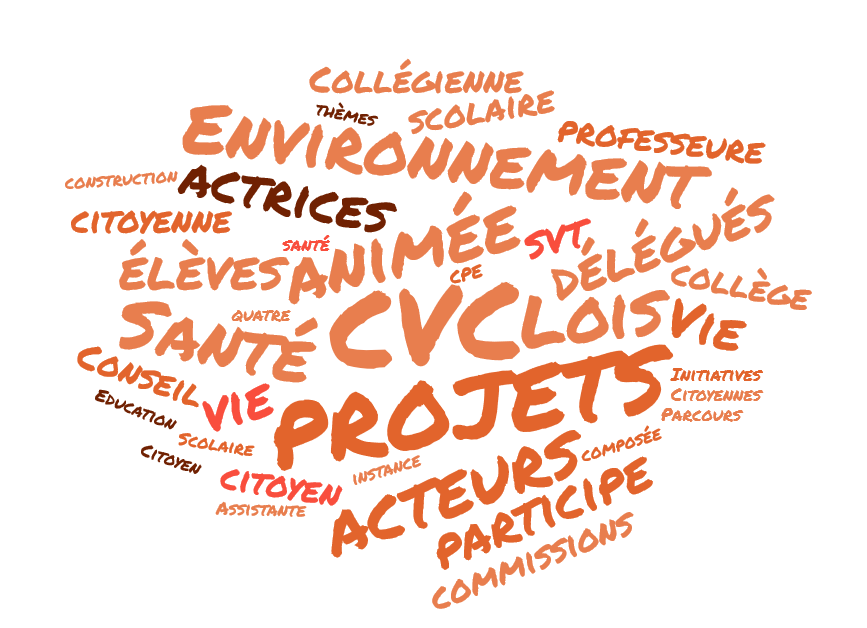 Collégienne
thèmes
scolaire
Environnement
professeure
construction
actrices
citoyenne
santé
animée
SVT
délégués
élèves
CPE
collège
quatre
Santé
CVC
lois
Vie
Conseil
projets
Initiatives
Citoyennes
Parcours
Education
vie
Scolaire
Citoyen
citoyen
instance
composée
acteurs
participe
Assistante
commissions